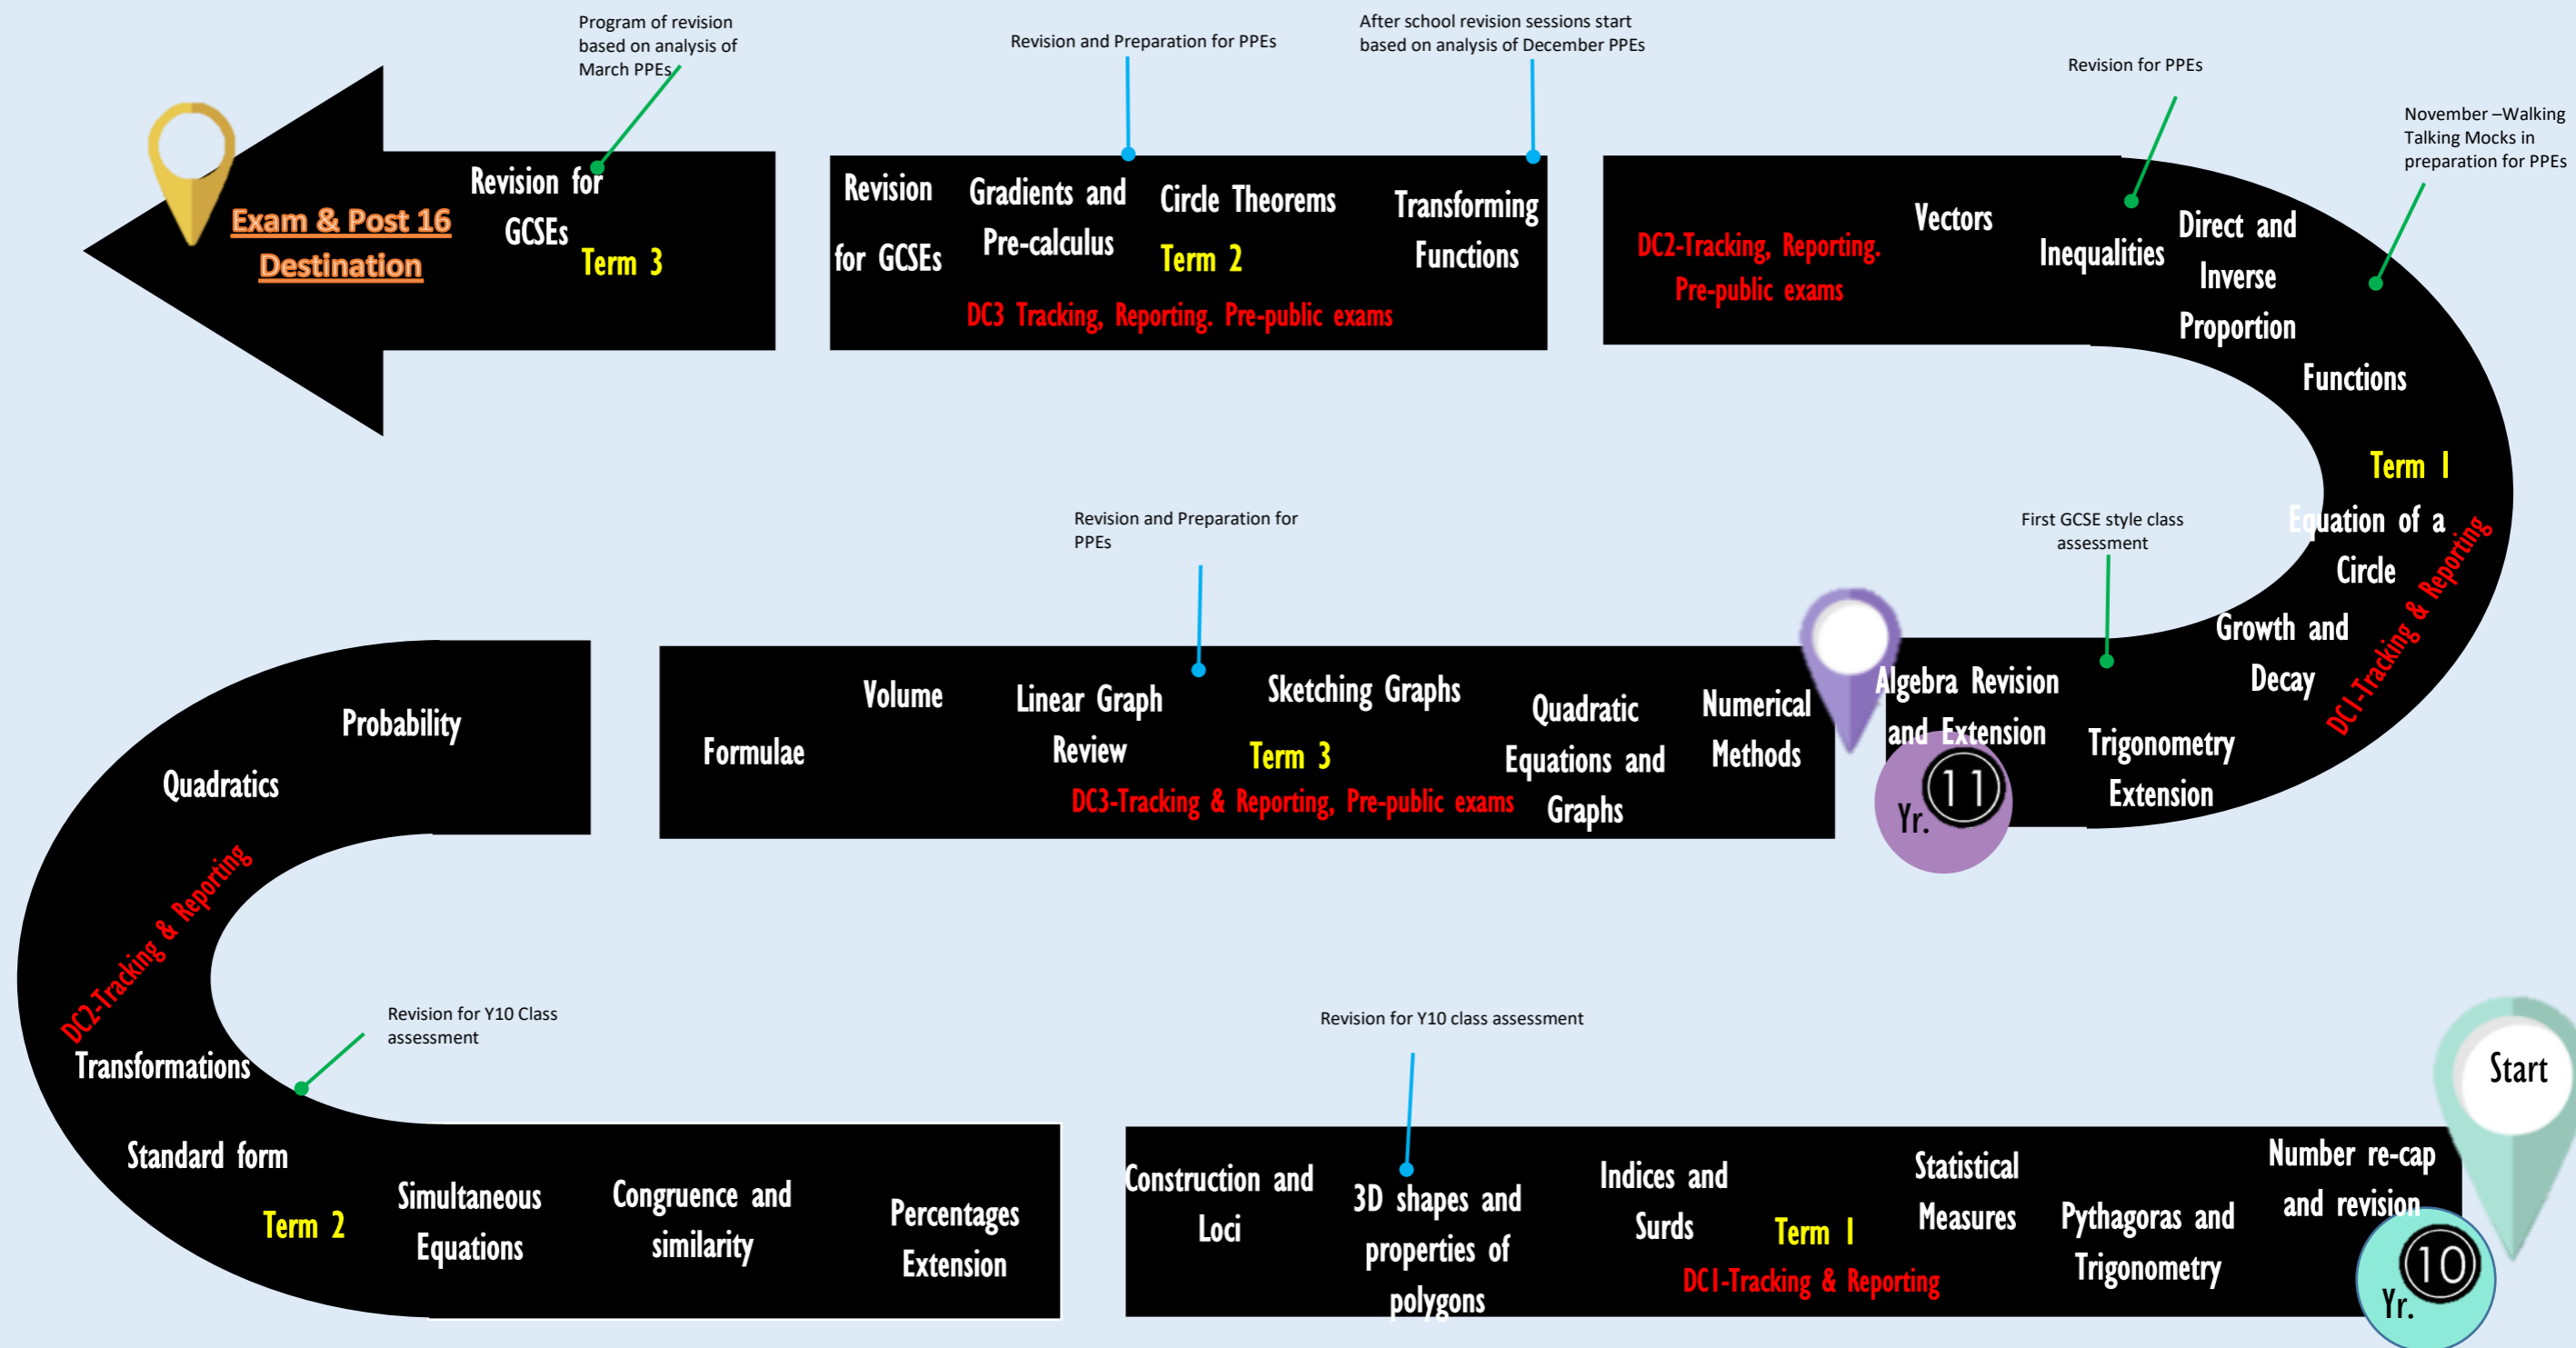 Program of revision
based on analysis of
March PPEs
Revision and Preparation for PPEs
After school revision sessions start
based on analysis of December PPEs
Revision for PPEs
November –Walking
Talking Mocks in
preparation for PPEs
Exam & Post 16
Destination
Revision for
GCSEs
Term 3
Revision
for GCSEs
Gradients and
Pre-calculus
Circle Theorems
Term 2
Transforming
Functions
DC3 Tracking, Reporting. Pre-public exams
DC2-Tracking, Reporting.
Pre-public exams
Vectors
Inequalities
Direct and
Inverse
Proportion
Functions
Term 1
Equation of a
Circle
Growth and
Decay
DC1-Tracking & Reporting
First GCSE style class
assessment
Algebra Revision
and Extension
Trigonometry
Extension
Yr. 11
Revision and Preparation for
PPEs
Probability
Quadratics
Formulae
Volume
Linear Graph
Review
Sketching Graphs
Term 3
DC3-Tracking & Reporting, Pre-public exams
Quadratic
Equations and
Graphs
Numerical
Methods
DC2-Tracking & Reporting
Transformations
Revision for Y10 Class
assessment
Standard form
Term 2
Simultaneous
Equations
Congruence and
similarity
Percentages
Extension
Revision for Y10 class assessment
Construction and
Loci
3D shapes and
properties of
polygons
Indices and
Surds
Term 1
DC1-Tracking & Reporting
Statistical
Measures
Pythagoras and
Trigonometry
Number re-cap
and revision
Start
Yr. 10